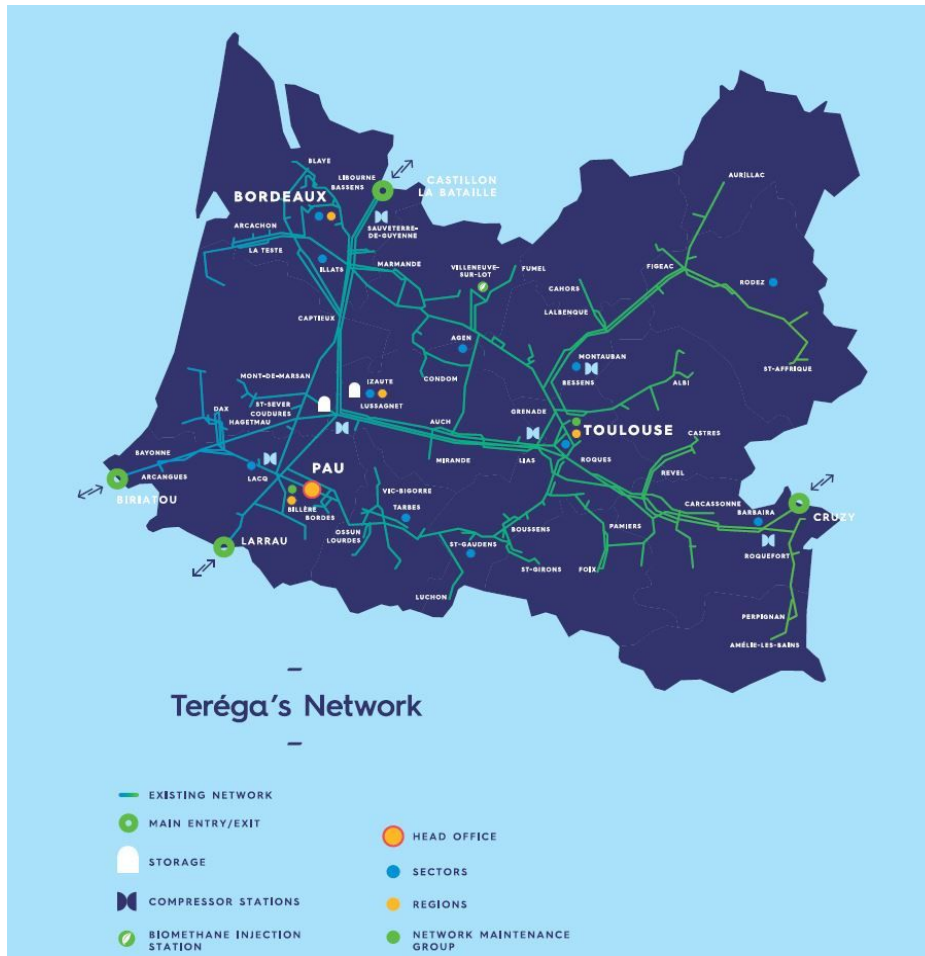 BLAYE
LIBOURNE
BASSENS
CASTILLON
LA BATAILLE
AURILLAC
BORDEAUX
ARCACHON
SAUVETERRE-
DE-GUYENNE
LA TESTE
ILLATS
MARMANDE
VILLENEUVE-
SUR-LOT
FUMEL
FIGEAC
CAHORS
RODEZ
LALBENQUE
CAPTIEUX
AGEN
MONTAUBAN
ST-AFFRIQUE
MONT-DE-MARSAN
IZAUTE
CONDOM
BESSENS
ALBI
ST-SEVER
COUDURES
LUSSAGNET
DAX
HAGETMAU
AUCH
GRENADE
CASTRES
TOULOUSE
BAYONNE
MIRANDE
LIAS
ROQUES
REVEL
PAU
ARCANGUES
LACQ
VIC-BIGORRE
CARCASSONNE
BIRIATOU
BILLÈRE
BORDES
TARBES
BARBAIRA
CRUZY
LARRAU
OSSUN
LOURDES
BOUSSENS
PAMIERS
ST-GAUDENS
ROQUEFORT
ST-GIRONS
FOIX
LUCHON
PERPIGNAN
AMÉLIE-LES-BAINS
Teréga's Network
EXISTING NETWORK
MAIN ENTRY/EXIT
STORAGE
COMPRESSOR STATIONS
BIOMETHANE INJECTION
STATION
HEAD OFFICE
SECTORS
REGIONS
NETWORK MAINTENANCE
GROUP